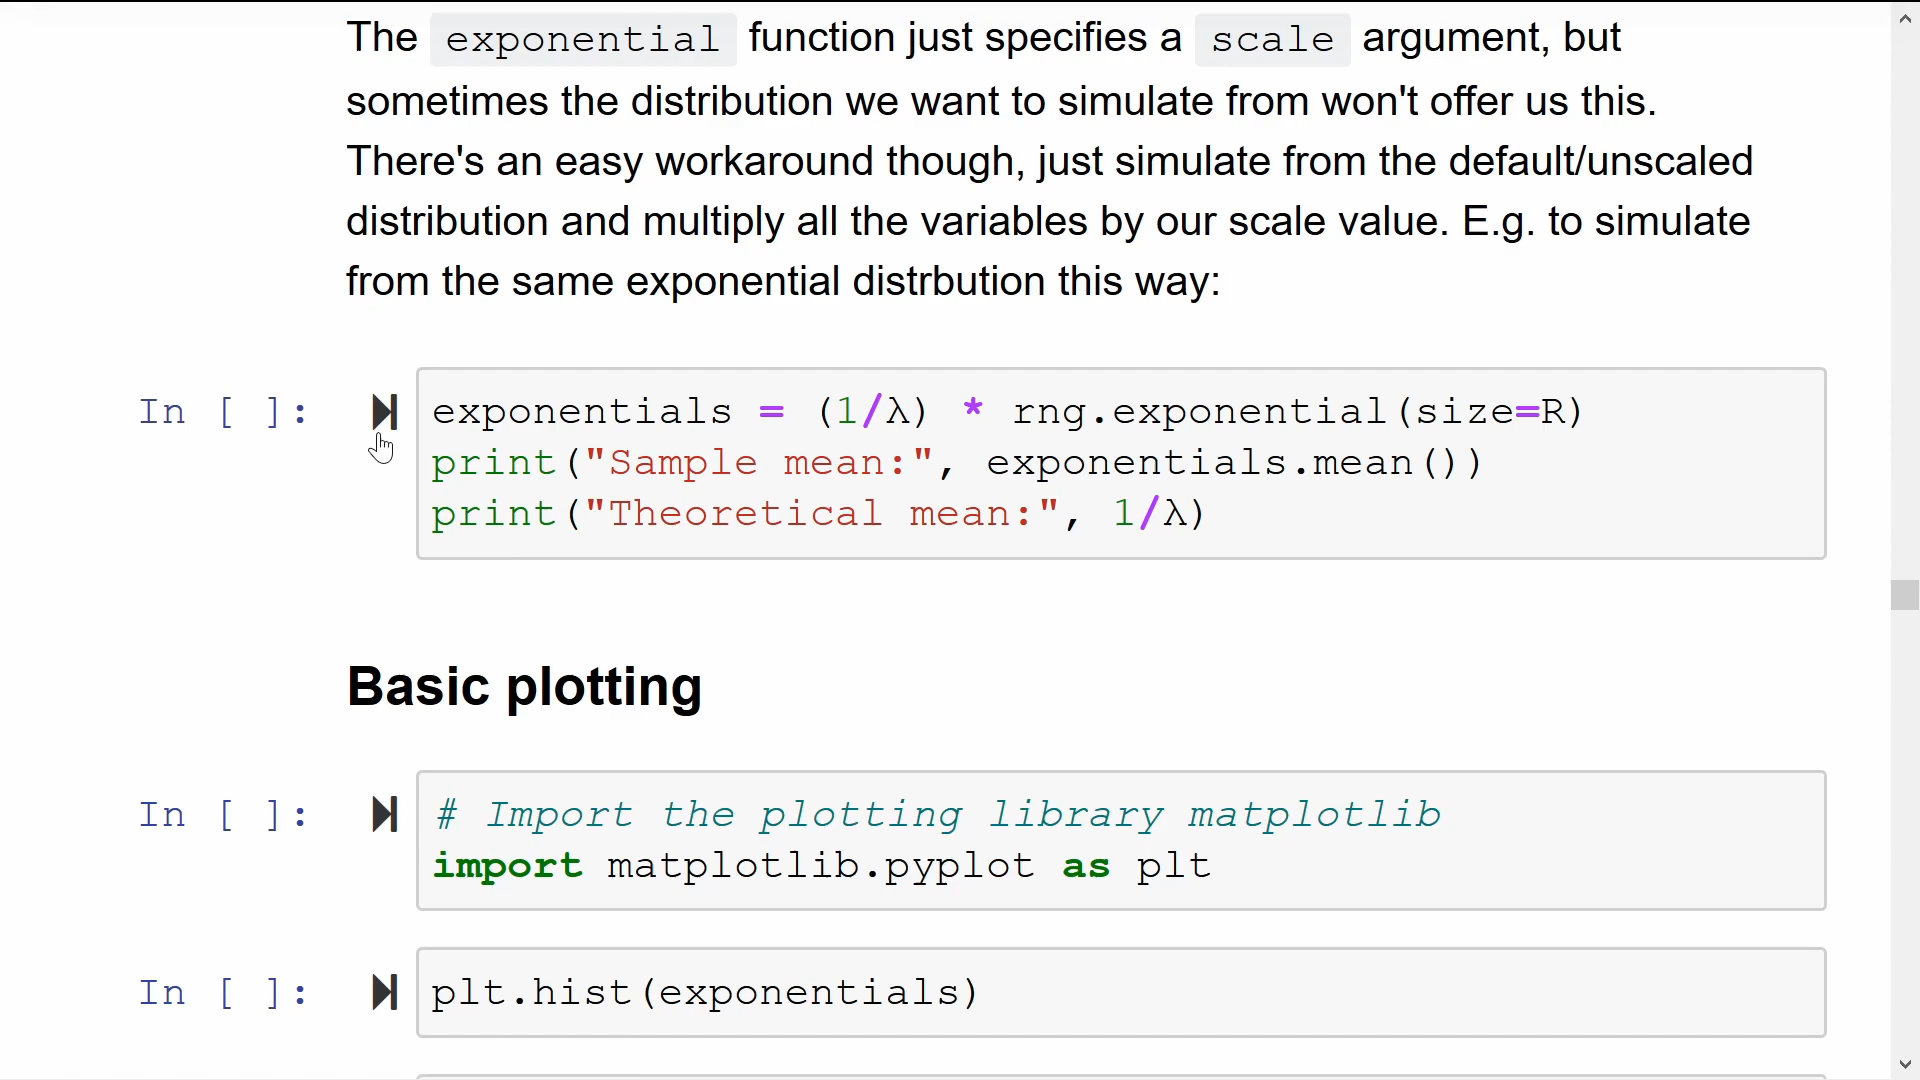 The exponential function just specifies a scale argument, but
sometimes the distribution we want to simulate from won't offer us this.
There's an easy workaround though, just simulate from the default/unscaled
distribution and multiply all the variables by our scale value. E.g. to simulate
from the same exponential distrbution this way:
In [ ]: exponentials = (1/λ) * rng.exponential(size=R)
print("Sample mean:", exponentials.mean())
print("Theoretical mean:", 1/λ)
Basic plotting
In [ ]: # Import the plotting library matplotlib
import matplotlib.pyplot as plt
In [ ]: plt.hist(exponentials)